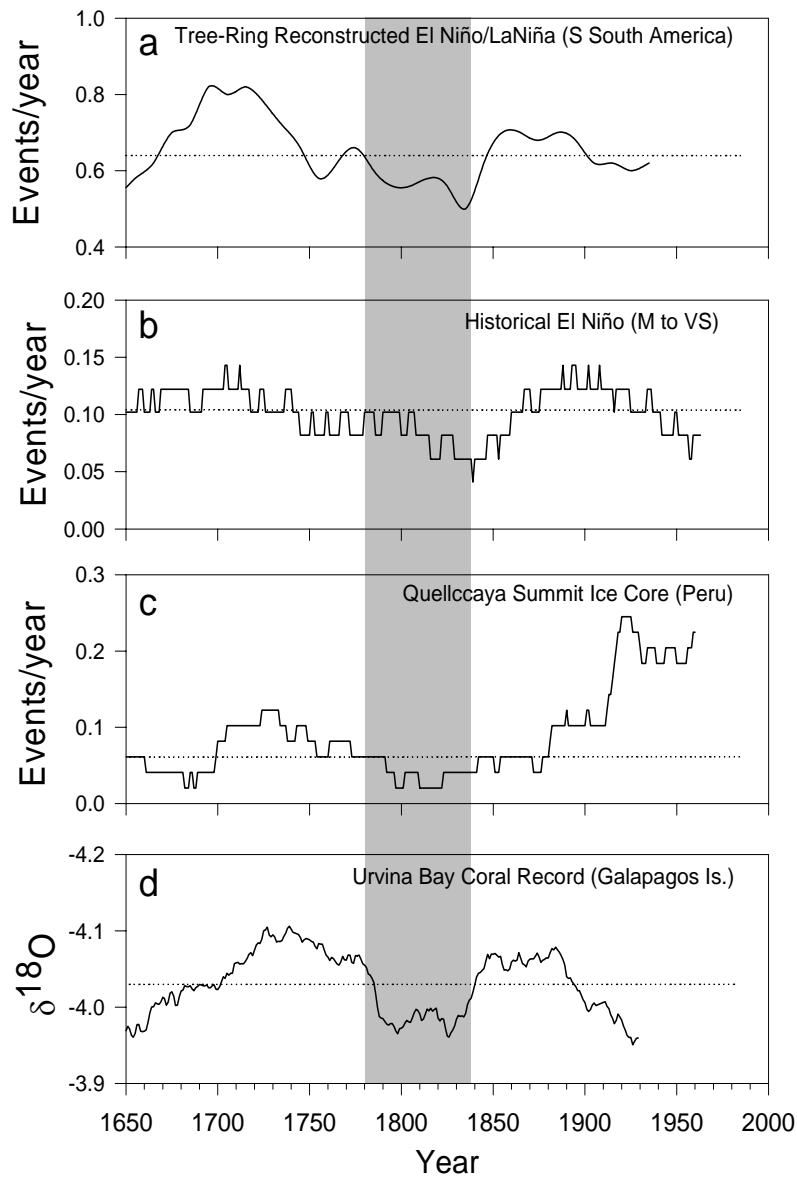 a
Tree-Ring Reconstructed El Niño/LaNiña (S South America)
Events/year
1.0
0.8
0.6
0.4
b
Historical El Niño (M to VS)
Events/year
0.20
0.15
0.10
0.05
0.00
c
Quellccaya Summit Ice Core (Peru)
Events/year
0.3
0.2
0.1
0.0
d
Urvina Bay Coral Record (Galapagos Is.)
δ18O
-4.2
-4.1
-4.0
-3.9
1650 1700 1750 1800 1850 1900 1950 2000
Year